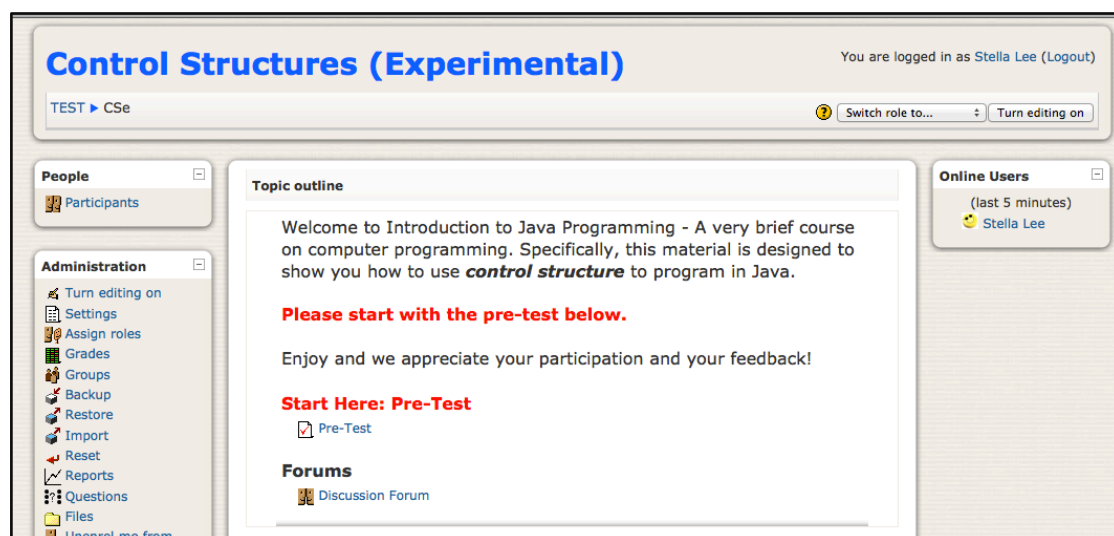 Control Structures (Experimental)
You are logged in as Stella Lee (Logout)
TEST ► CSe
Switch role to...
Turn editing on
People
Participants
Administration
Turn editing on
Settings
Assign roles
Grades
Groups
Backup
Restore
Import
Reset
Reports
Questions
Files
Unenrol me from
Topic outline
Welcome to Introduction to Java Programming - A very brief course
on computer programming. Specifically, this material is designed to
show you how to use control structure to program in Java.
Please start with the pre-test below.
Enjoy and we appreciate your participation and your feedback!
Start Here: Pre-Test
Pre-Test
Forums
Discussion Forum
Online Users
(last 5 minutes)
Stella Lee